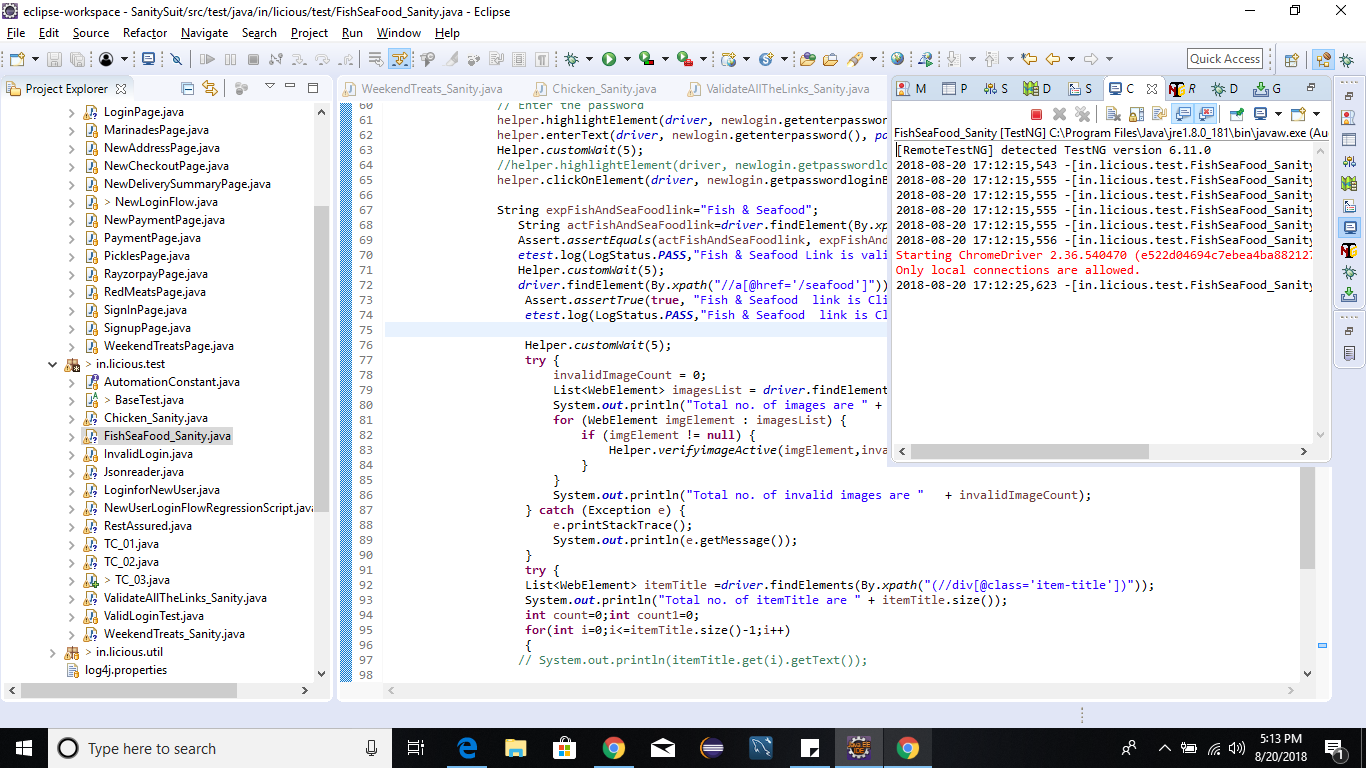 eclipse-workspace - SanitySuit/src/test/java/in/licious/test/FishSeaFood_Sanity.java - Eclipse
File Edit Source Refactor Navigate Search Project Run Window Help
Quick Access
Project Explorer
LoginPage.java
MarinadesPage.java
NewAddressPage.java
NewCheckoutPage.java
NewDeliverySummaryPage.java
> NewLoginFlow.java
NewPaymentPage.java
PaymentPage.java
PicklesPage.java
RayzorpayPage.java
RedMeatsPage.java
SignInPage.java
SignupPage.java
WeekendTreatsPage.java
> in.licious.test
AutomationConstant.java
> BaseTest.java
Chicken_Sanity.java
FishSeaFood_Sanity.java
InvalidLogin.java
Jsonreader.java
LoginforNewUser.java
NewUserLoginFlowRegressionScript.java
RestAssured.java
TC_01.java
TC_02.java
> TC_03.java
ValidateAllTheLinks_Sanity.java
ValidLoginTest.java
WeekendTreats_Sanity.java
> in.licious.util
log4j.properties
WeekendTreats_Sanity.java Chicken_Sanity.java ValidateAllTheLinks_Sanity.java
60 // Enter the password
61 helper.highlightElement(driver, newlogin.getenterpassword
62 helper.enterText(driver, newlogin.getenterpassword(), pa
63 Helper.customWait(5);
64 //helper.highlightElement(driver, newlogin.getpasswordlog
65 helper.clickOnElement(driver, newlogin.getpasswordloginB
66
67 String expFishAndSeaFoodlink="Fish & Seafood";
68 String actFishAndSeaFoodlink=driver.findElement(By.xp
69 Assert.assertEquals(actFishAndSeaFoodlink, expFishAnd
70 etest.log(LogStatus.PASS,"Fish & Seafood Link is vali
71 Helper.customWait(5);
72 driver.findElement(By.xpath("//a[@href='/seafood']"))
73 Assert.assertTrue(true, "Fish & Seafood  link is Clic
74 etest.log(LogStatus.PASS,"Fish & Seafood  link is Cl
75
76 Helper.customWait(5);
77 try {
78 invalidImageCount = 0;
79 List<WebElement> imagesList = driver.findElement
80 System.out.println("Total no. of images are " +
81 for (WebElement imgElement : imagesList) {
82 if (imgElement != null) {
83 Helper.verifyimageActive(imgElement,inva
84 }
85 }
86 System.out.println("Total no. of invalid images are "   + invalidImageCount);
87 } catch (Exception e) {
88 e.printStackTrace();
89 System.out.println(e.getMessage());
90 }
91 try {
92 List<WebElement> itemTitle =driver.findElements(By.xpath("(//div[@class='item-title'])"));
93 System.out.println("Total no. of itemTitle are " + itemTitle.size());
94 int count=0;int count1=0;
95 for(int i=0;i<=itemTitle.size()-1;i++)
96 {
97 // System.out.println(itemTitle.get(i).getText());
98
M P S D S C R D G
FishSeaFood_Sanity [TestNG] C:\Program Files\Java\jre1.8.0_181\bin\javaw.exe (Au
[RemoteTestNG] detected TestNG version 6.11.0
2018-08-20 17:12:15,543 -[in.licious.test.FishSeaFood_Sanity
2018-08-20 17:12:15,555 -[in.licious.test.FishSeaFood_Sanity
2018-08-20 17:12:15,555 -[in.licious.test.FishSeaFood_Sanity
2018-08-20 17:12:15,555 -[in.licious.test.FishSeaFood_Sanity
2018-08-20 17:12:15,555 -[in.licious.test.FishSeaFood_Sanity
2018-08-20 17:12:15,556 -[in.licious.test.FishSeaFood_Sanity
Starting ChromeDriver 2.36.540470 (e522d04694c7ebea4ba882127
Only local connections are allowed.
2018-08-20 17:12:25,623 -[in.licious.test.FishSeaFood_Sanity
Type here to search
5:13 PM
8/20/2018
1